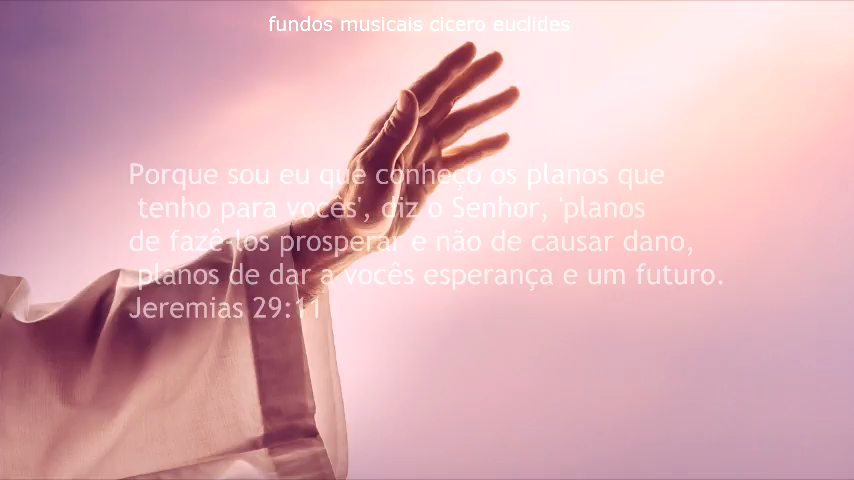 fundos musicais cicero euclides
Porque sou eu que conheço os planos que
tenho para vocês', diz o Senhor, 'planos
de fazê-los prosperar e não de causar dano,
planos de dar a vocês esperança e um futuro.
Jeremias 29:11